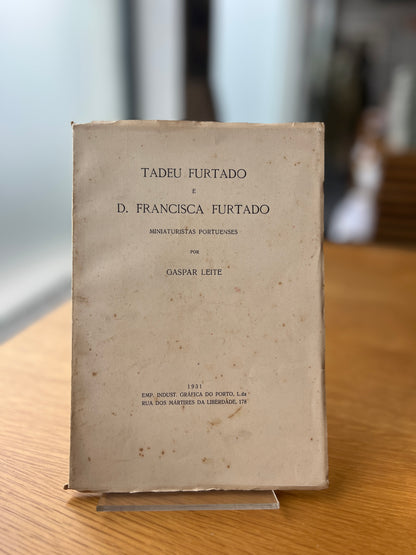 TADEU FURTADO
E
D. FRANCISCA FURTADO
MINIATURISTAS PORTUENSES
POR
GASPAR LEITE
1931
EMP. INDUST. GRÁFICA DO PORTO, L.da
RUA DOS MÁRTIRES DA LIBERDADE, 178